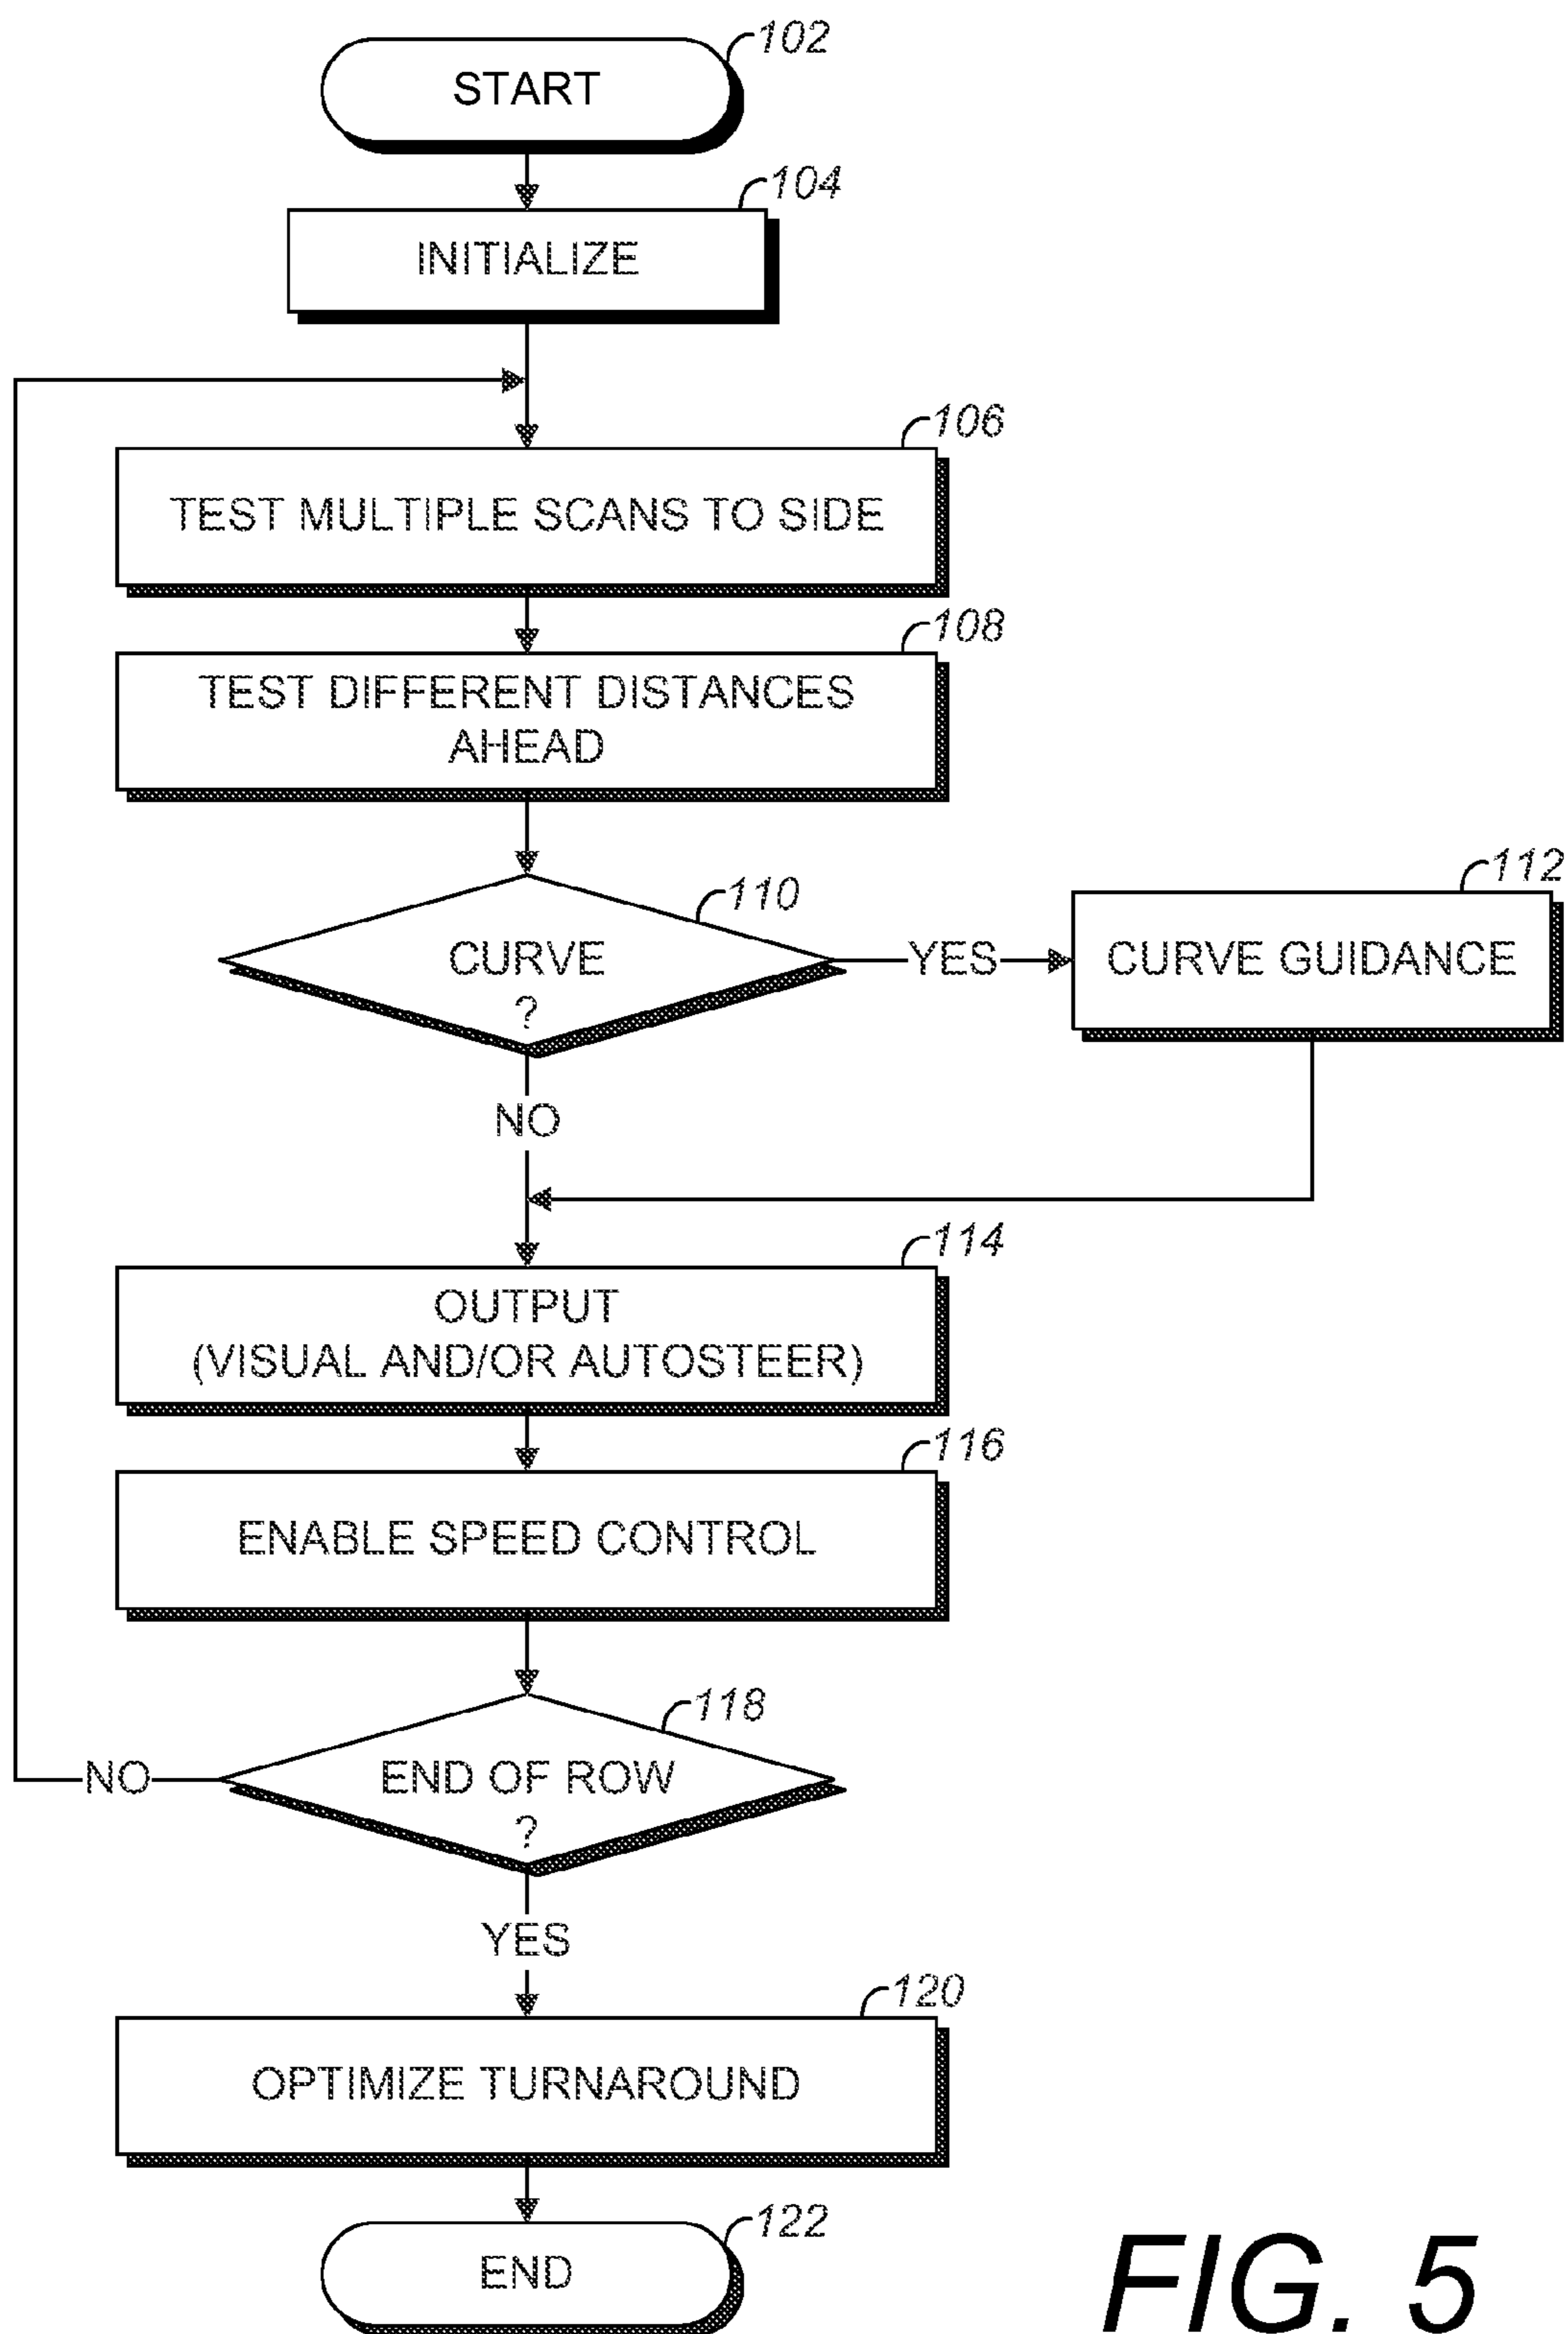 102
START
104
INITIALIZE
106
TEST MULTIPLE SCANS TO SIDE
108
TEST DIFFERENT DISTANCES
AHEAD
110
CURVE
?
YES
112
CURVE GUIDANCE
NO
114
OUTPUT
(VISUAL AND/OR AUTOSTEER)
116
ENABLE SPEED CONTROL
118
END OF ROW
?
NO
YES
120
OPTIMIZE TURNAROUND
122
END
FIG. 5